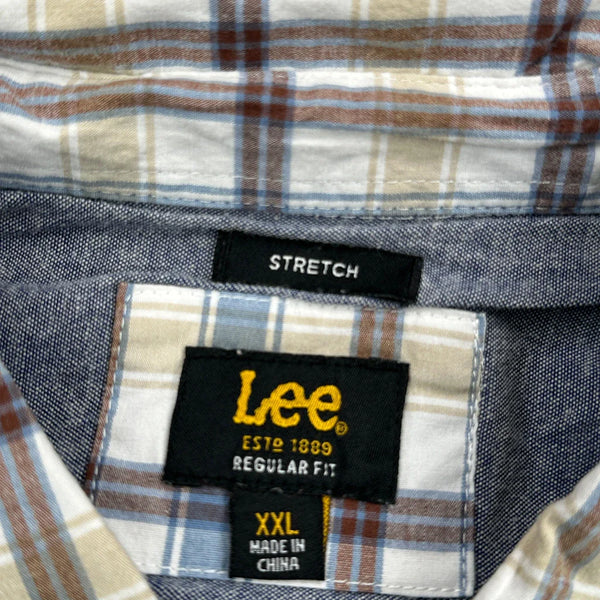 STRETCH
Lee®
ESTD 1889
REGULAR FIT
XXL
MADE IN
CHINA